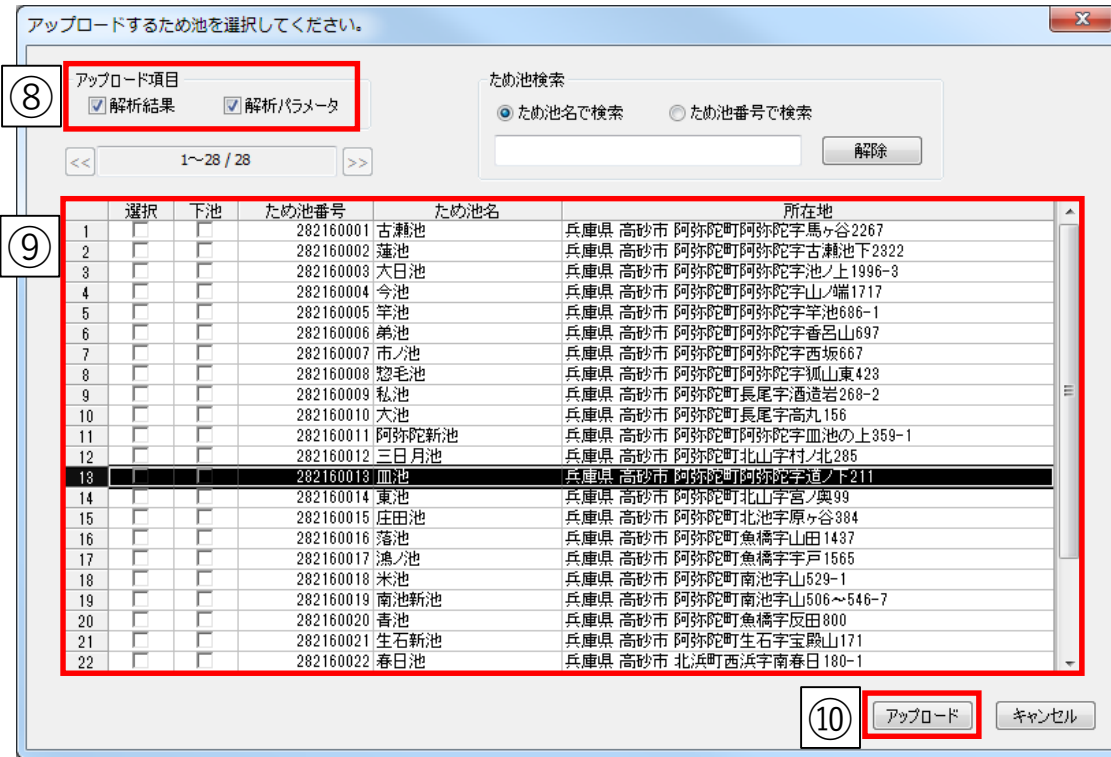 アップロードするため池を選択してください。
x
⑧
アップロード項目
解析結果 解析パラメータ
ため池検索
ため池名で検索 ため池番号で検索
解除
<< 1～28 / 28 >>
⑨
選択 下池 ため池番号 ため池名 所在地
1 282160001 古瀬池 兵庫県 高砂市 阿弥陀町阿弥陀字馬ヶ谷2267
2 282160002 蓮池 兵庫県 高砂市 阿弥陀町阿弥陀字古瀬池下2322
3 282160003 大日池 兵庫県 高砂市 阿弥陀町阿弥陀字池ノ上1996-3
4 282160004 今池 兵庫県 高砂市 阿弥陀町阿弥陀字山ノ端1717
5 282160005 竿池 兵庫県 高砂市 阿弥陀町阿弥陀字竿池686-1
6 282160006 弟池 兵庫県 高砂市 阿弥陀町阿弥陀字香呂山697
7 282160007 市ノ池 兵庫県 高砂市 阿弥陀町阿弥陀字西坂667
8 282160008 惣毛池 兵庫県 高砂市 阿弥陀町阿弥陀字狐山東423
9 282160009 私池 兵庫県 高砂市 阿弥陀町長尾字酒造岩268-2
10 282160010 大池 兵庫県 高砂市 阿弥陀町長尾字高丸156
11 282160011 阿弥陀新池 兵庫県 高砂市 阿弥陀町阿弥陀字皿池の上359-1
12 282160012 三日月池 兵庫県 高砂市 阿弥陀町北山字村ノ北285
13 282160013 皿池 兵庫県 高砂市 阿弥陀町阿弥陀字道ノ下211
14 282160014 東池 兵庫県 高砂市 阿弥陀町北山字宮ノ奥99
15 282160015 庄田池 兵庫県 高砂市 阿弥陀町北池字原ヶ谷384
16 282160016 落池 兵庫県 高砂市 阿弥陀町魚橋字山田1437
17 282160017 鴻ノ池 兵庫県 高砂市 阿弥陀町魚橋字宇戸1565
18 282160018 米池 兵庫県 高砂市 阿弥陀町南池字山529-1
19 282160019 南池新池 兵庫県 高砂市 阿弥陀町南池字山506～546-7
20 282160020 春池 兵庫県 高砂市 阿弥陀町魚橋字反田800
21 282160021 生石新池 兵庫県 高砂市 阿弥陀町生石字宝殿山171
22 282160022 春日池 兵庫県 高砂市 北浜町西浜字南春日180-1
⑩
アップロード キャンセル